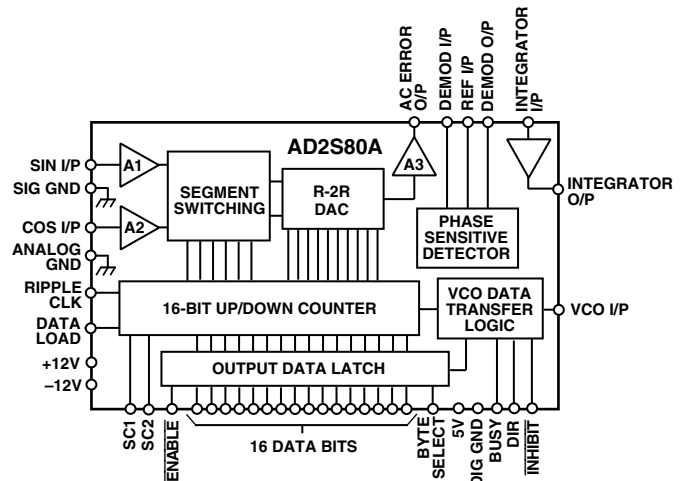 AC ERROR
O/P
DEMOD I/P
REF I/P
DEMOD O/P
INTEGRATOR
I/P
AD2S80A
SIN I/P
A1
SIG GND
SEGMENT
SWITCHING
R-2R
DAC
A3
INTEGRATOR
O/P
COS I/P
A2
PHASE
SENSITIVE
DETECTOR
ANALOG
GND
RIPPLE
CLK
16-BIT UP/DOWN COUNTER
VCO DATA
TRANSFER
LOGIC
VCO I/P
DATA
LOAD
+12V
–12V
OUTPUT DATA LATCH
SC1
SC2
ENABLE
16 DATA BITS
BYTE
SELECT
5V
DIG GND
BUSY
DIR
INHIBIT